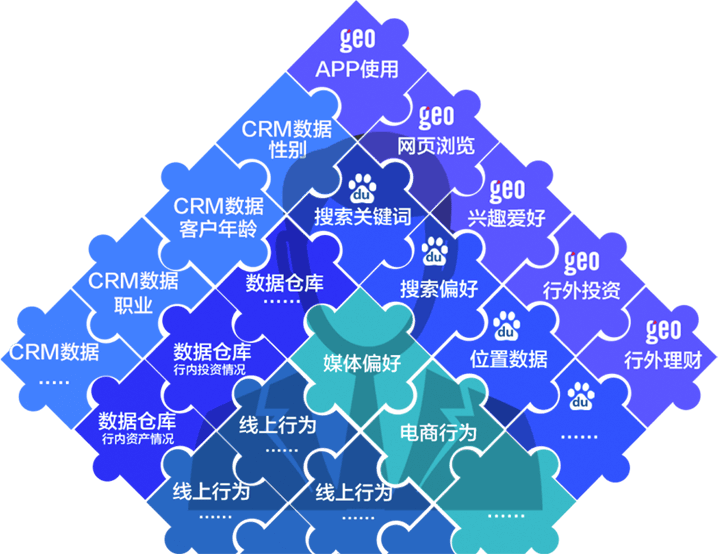 geo
APP使用
CRM数据
性别
geo
网页浏览
CRM数据
客户年龄
du
搜索关键词
geo
兴趣爱好
CRM数据
职业
数据仓库
......
du
搜索偏好
geo
行外投资
CRM数据
.....
数据仓库
行内投资情况
媒体偏好
du
位置数据
geo
行外理财
数据仓库
行内资产情况
线上行为
......
电商行为
du
......
线上行为
......
线上行为
......
......